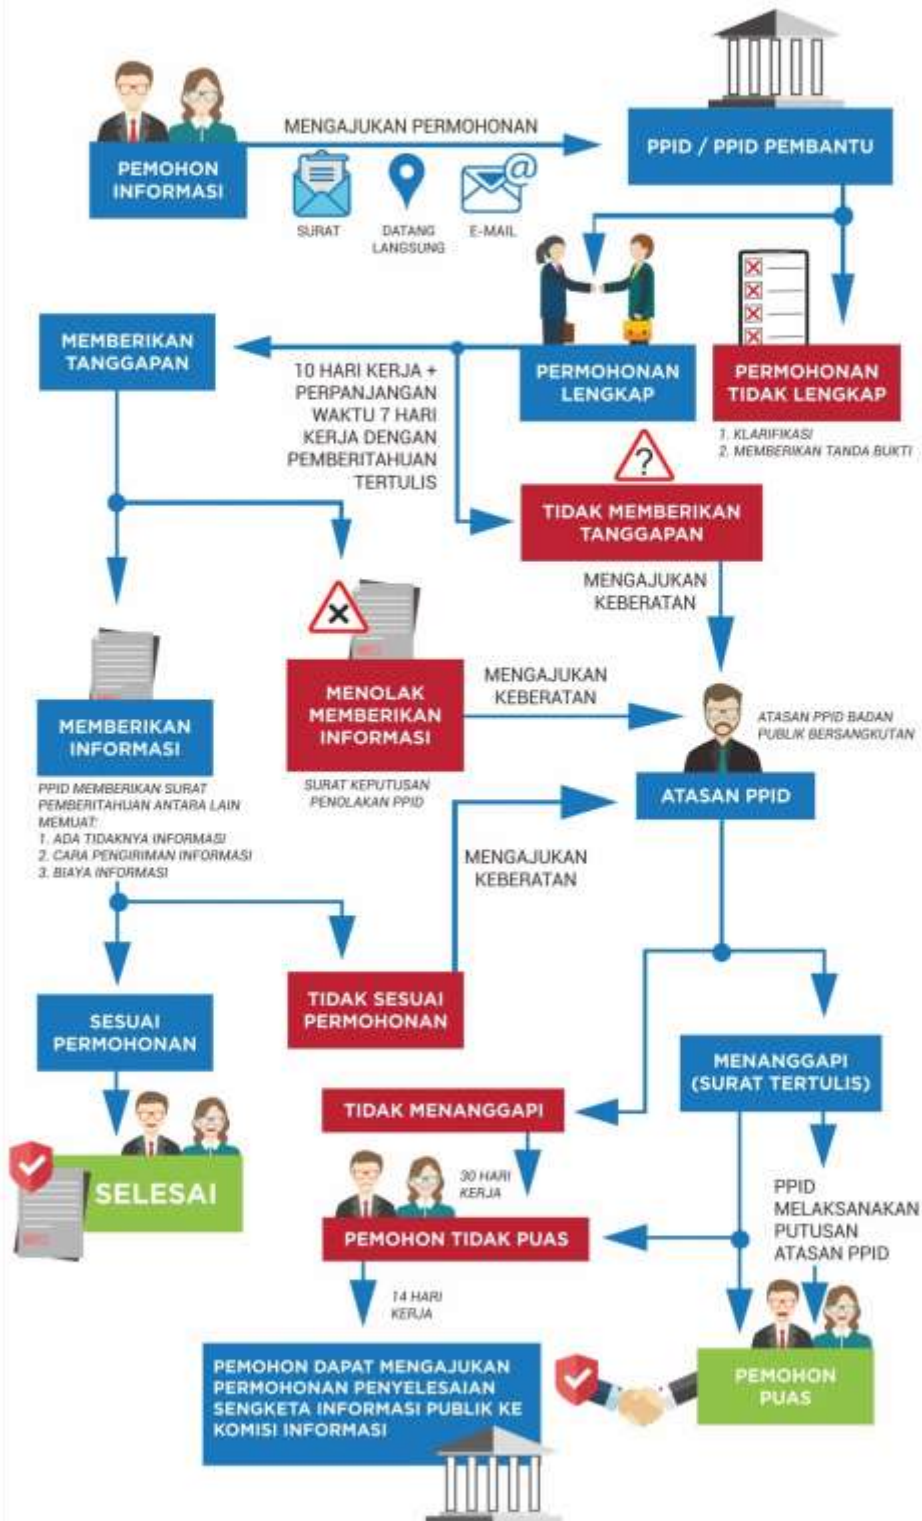 MENGAJUKAN PERMOHONAN
PPID / PPID PEMBANTU
PEMOHON
INFORMASI
SURAT
DATANG
LANGSUNG
E-MAIL
MEMBERIKAN
TANGGAPAN
10 HARI KERJA +
PERPANJANGAN
WAKTU 7 HARI
KERJA DENGAN
PEMBERITAHUAN
TERTULIS
PERMOHONAN
LENGKAP
PERMOHONAN
TIDAK LENGKAP
1. KLARIFIKASI
2. MEMBERIKAN TANDA BUKTI
?
TIDAK MEMBERIKAN
TANGGAPAN
MENGAJUKAN
KEBERATAN
MENOLAK
MEMBERIKAN
INFORMASI
SURAT KEPUTUSAN
PENOLAKAN PPID
MENGAJUKAN
KEBERATAN
ATASAN PPID BADAN
PUBLIK BERSANGKUTAN
ATASAN PPID
MEMBERIKAN
INFORMASI
PPID MEMBERIKAN SURAT
PEMBERITAHUAN ANTARA LAIN
MEMUAT:
1. ADA TIDAKNYA INFORMASI
2. CARA PENGIRIMAN INFORMASI
3. BIAYA INFORMASI
MENGAJUKAN
KEBERATAN
SESUAI
PERMOHONAN
TIDAK SESUAI
PERMOHONAN
MENANGGAPI
(SURAT TERTULIS)
TIDAK MENANGGAPI
SELESAI
30 HARI
KERJA
PPID
MELAKSANAKAN
PUTUSAN
ATASAN PPID
PEMOHON TIDAK PUAS
14 HARI
KERJA
PEMOHON DAPAT MENGAJUKAN
PERMOHONAN PENYELESAIAN
SENGKETA INFORMASI PUBLIK KE
KOMISI INFORMASI
PEMOHON
PUAS